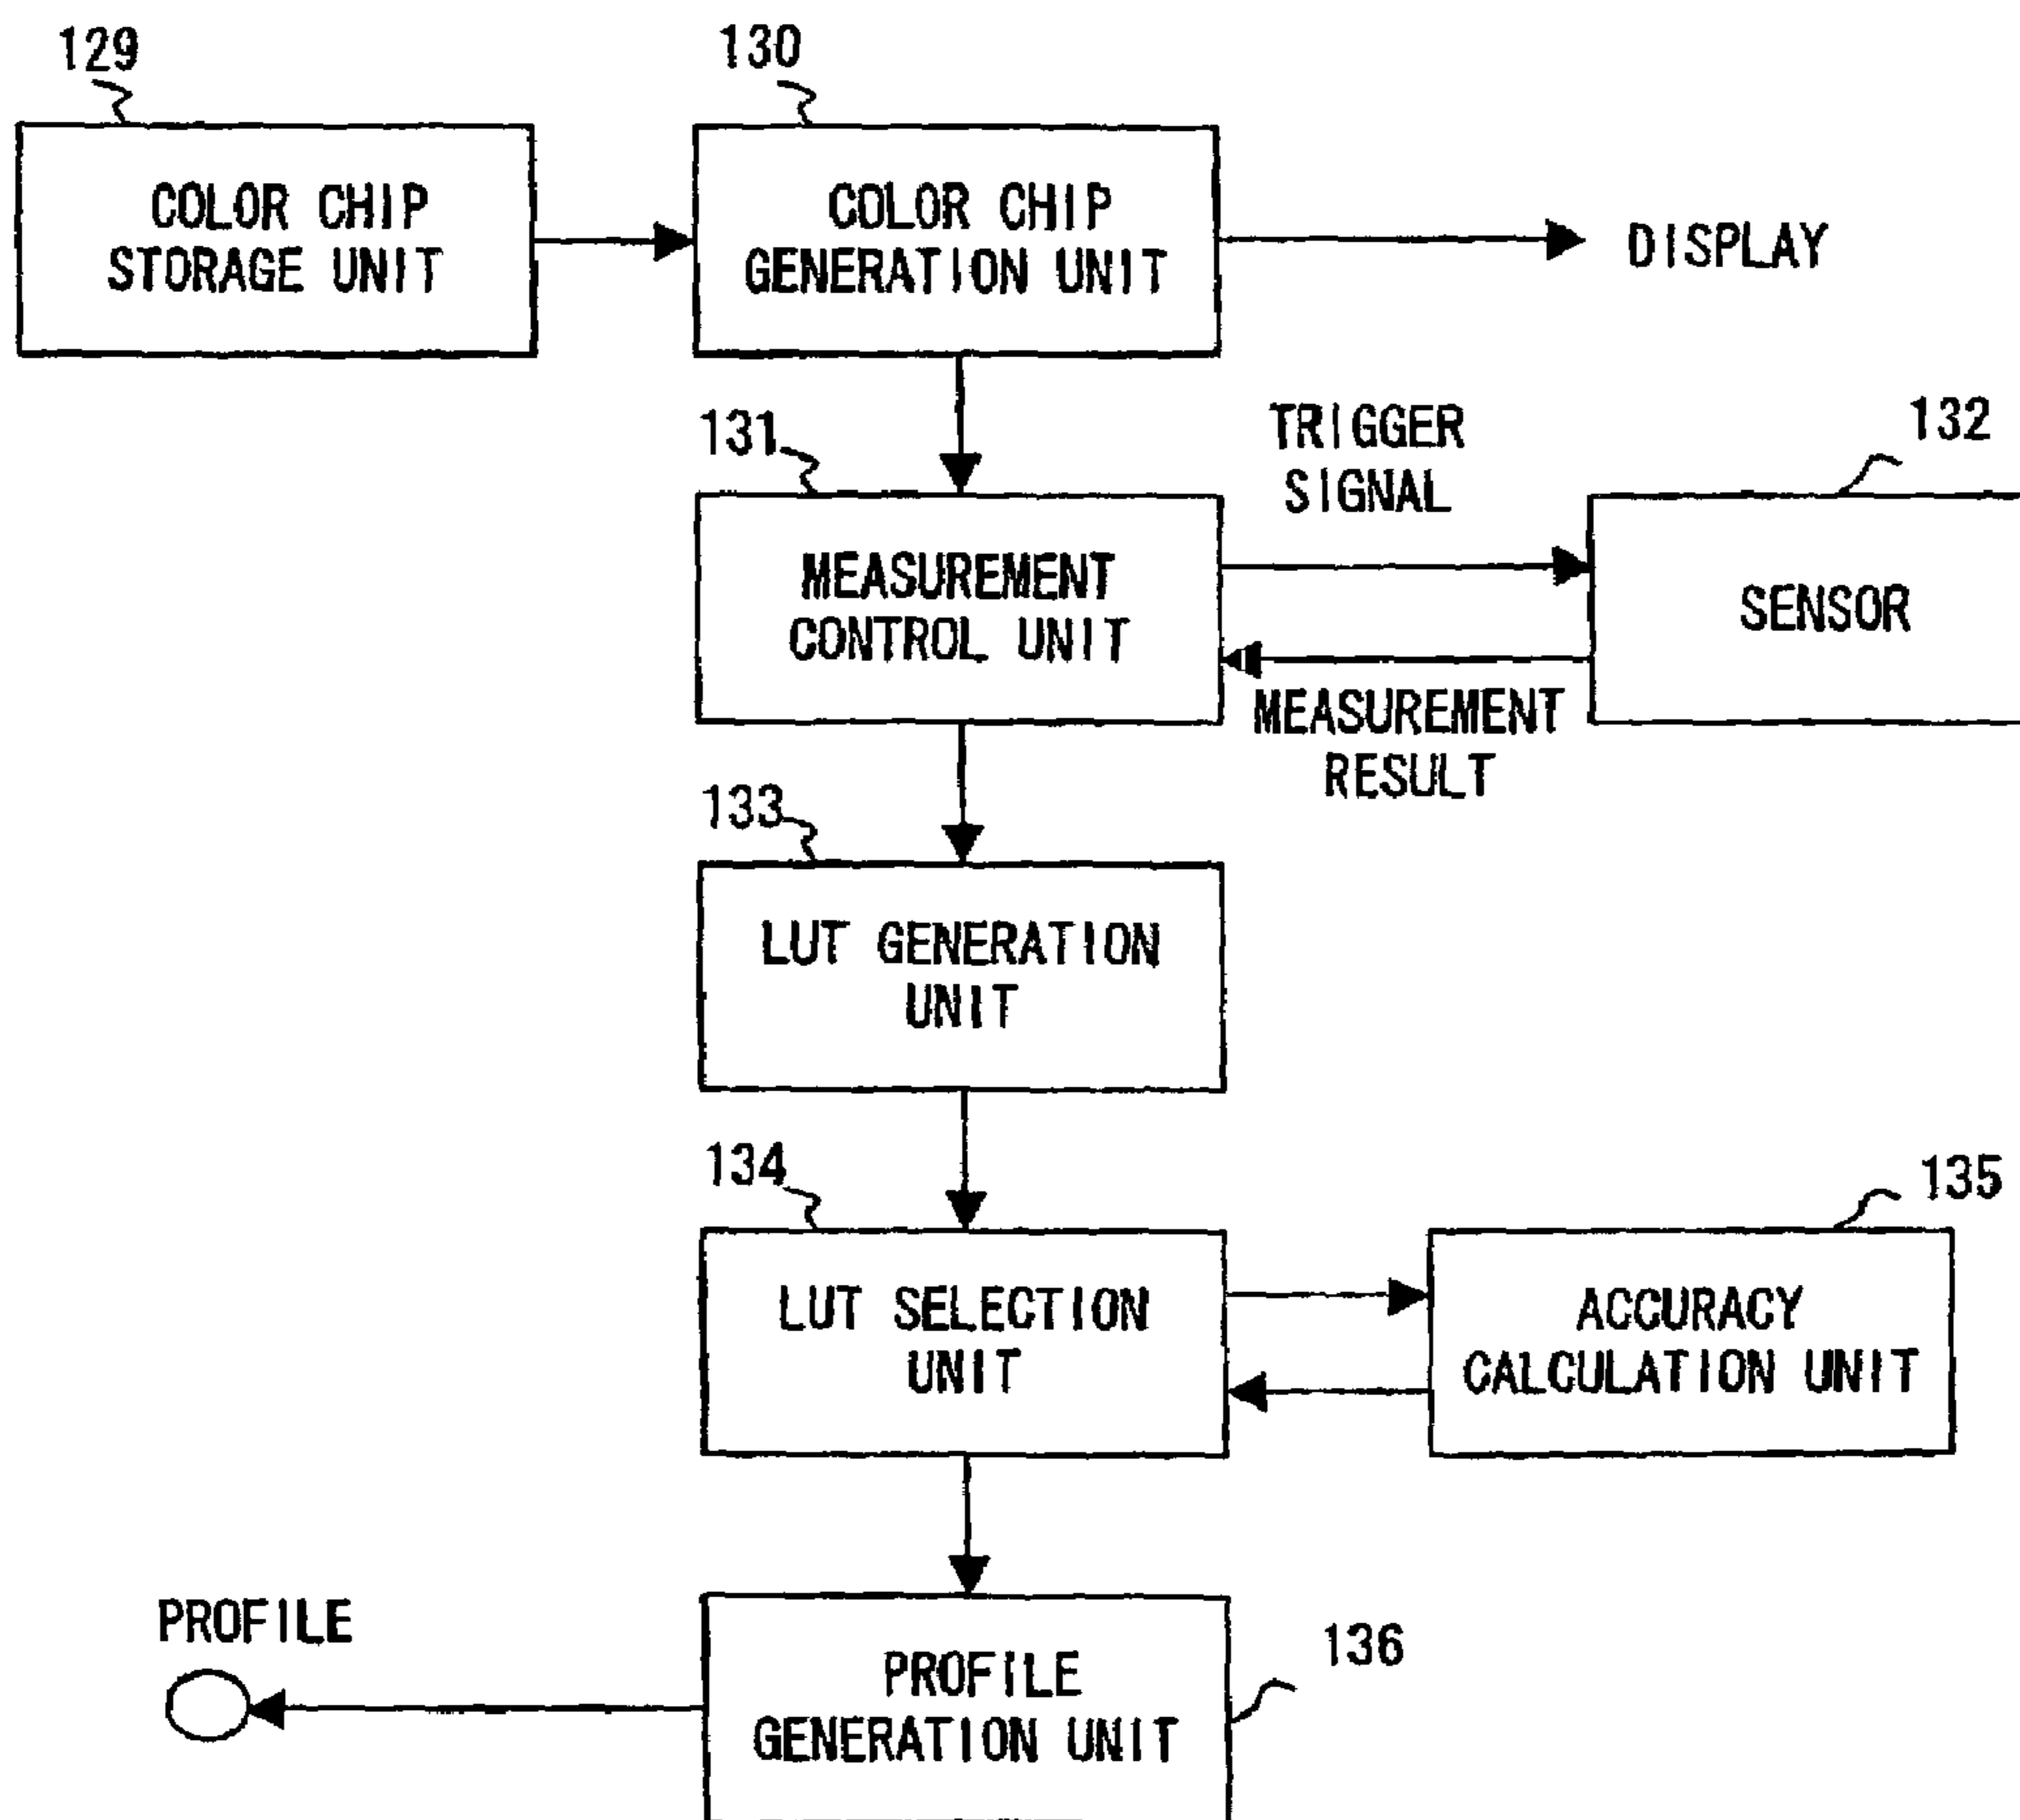 129
130
COLOR CHIP
STORAGE UNIT
COLOR CHIP
GENERATION UNIT
DISPLAY
131
TRIGGER
SIGNAL
132
MEASUREMENT
CONTROL UNIT
SENSOR
MEASUREMENT
RESULT
133
LUT GENERATION
UNIT
134
135
LUT SELECTION
UNIT
ACCURACY
CALCULATION UNIT
PROFILE
136
PROFILE
GENERATION UNIT